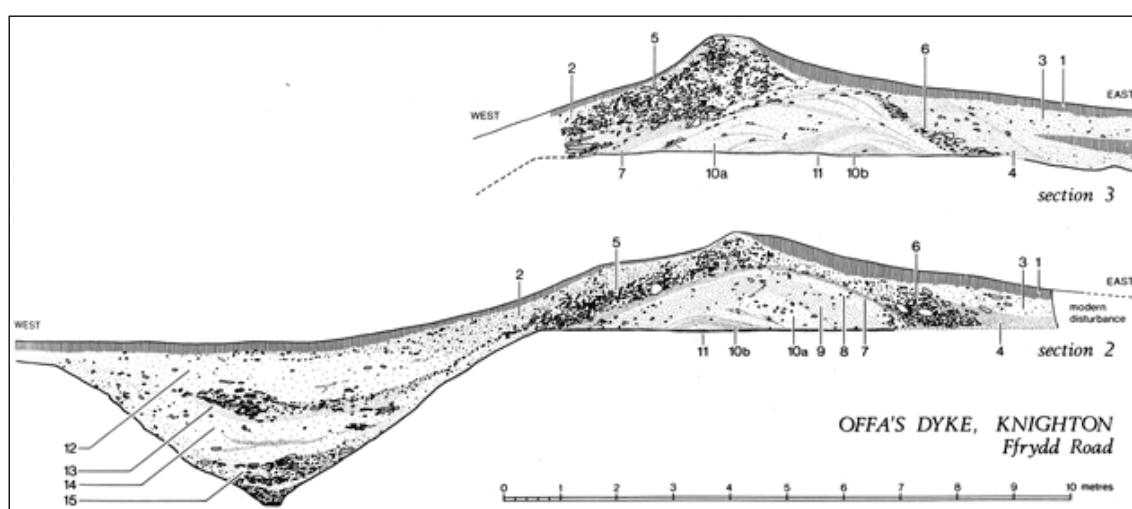 5
2
6
3 1
EAST
WEST
7 10a 11 10b 4
section 3
5
2
6
3 1
EAST
WEST
modern
disturbance
11 10b 10a 9 8 7 4
section 2
12
13
14
15
OFFA'S DYKE, KNIGHTON
Ffrydd Road
0 1 2 3 4 5 6 7 8 9 10 metres